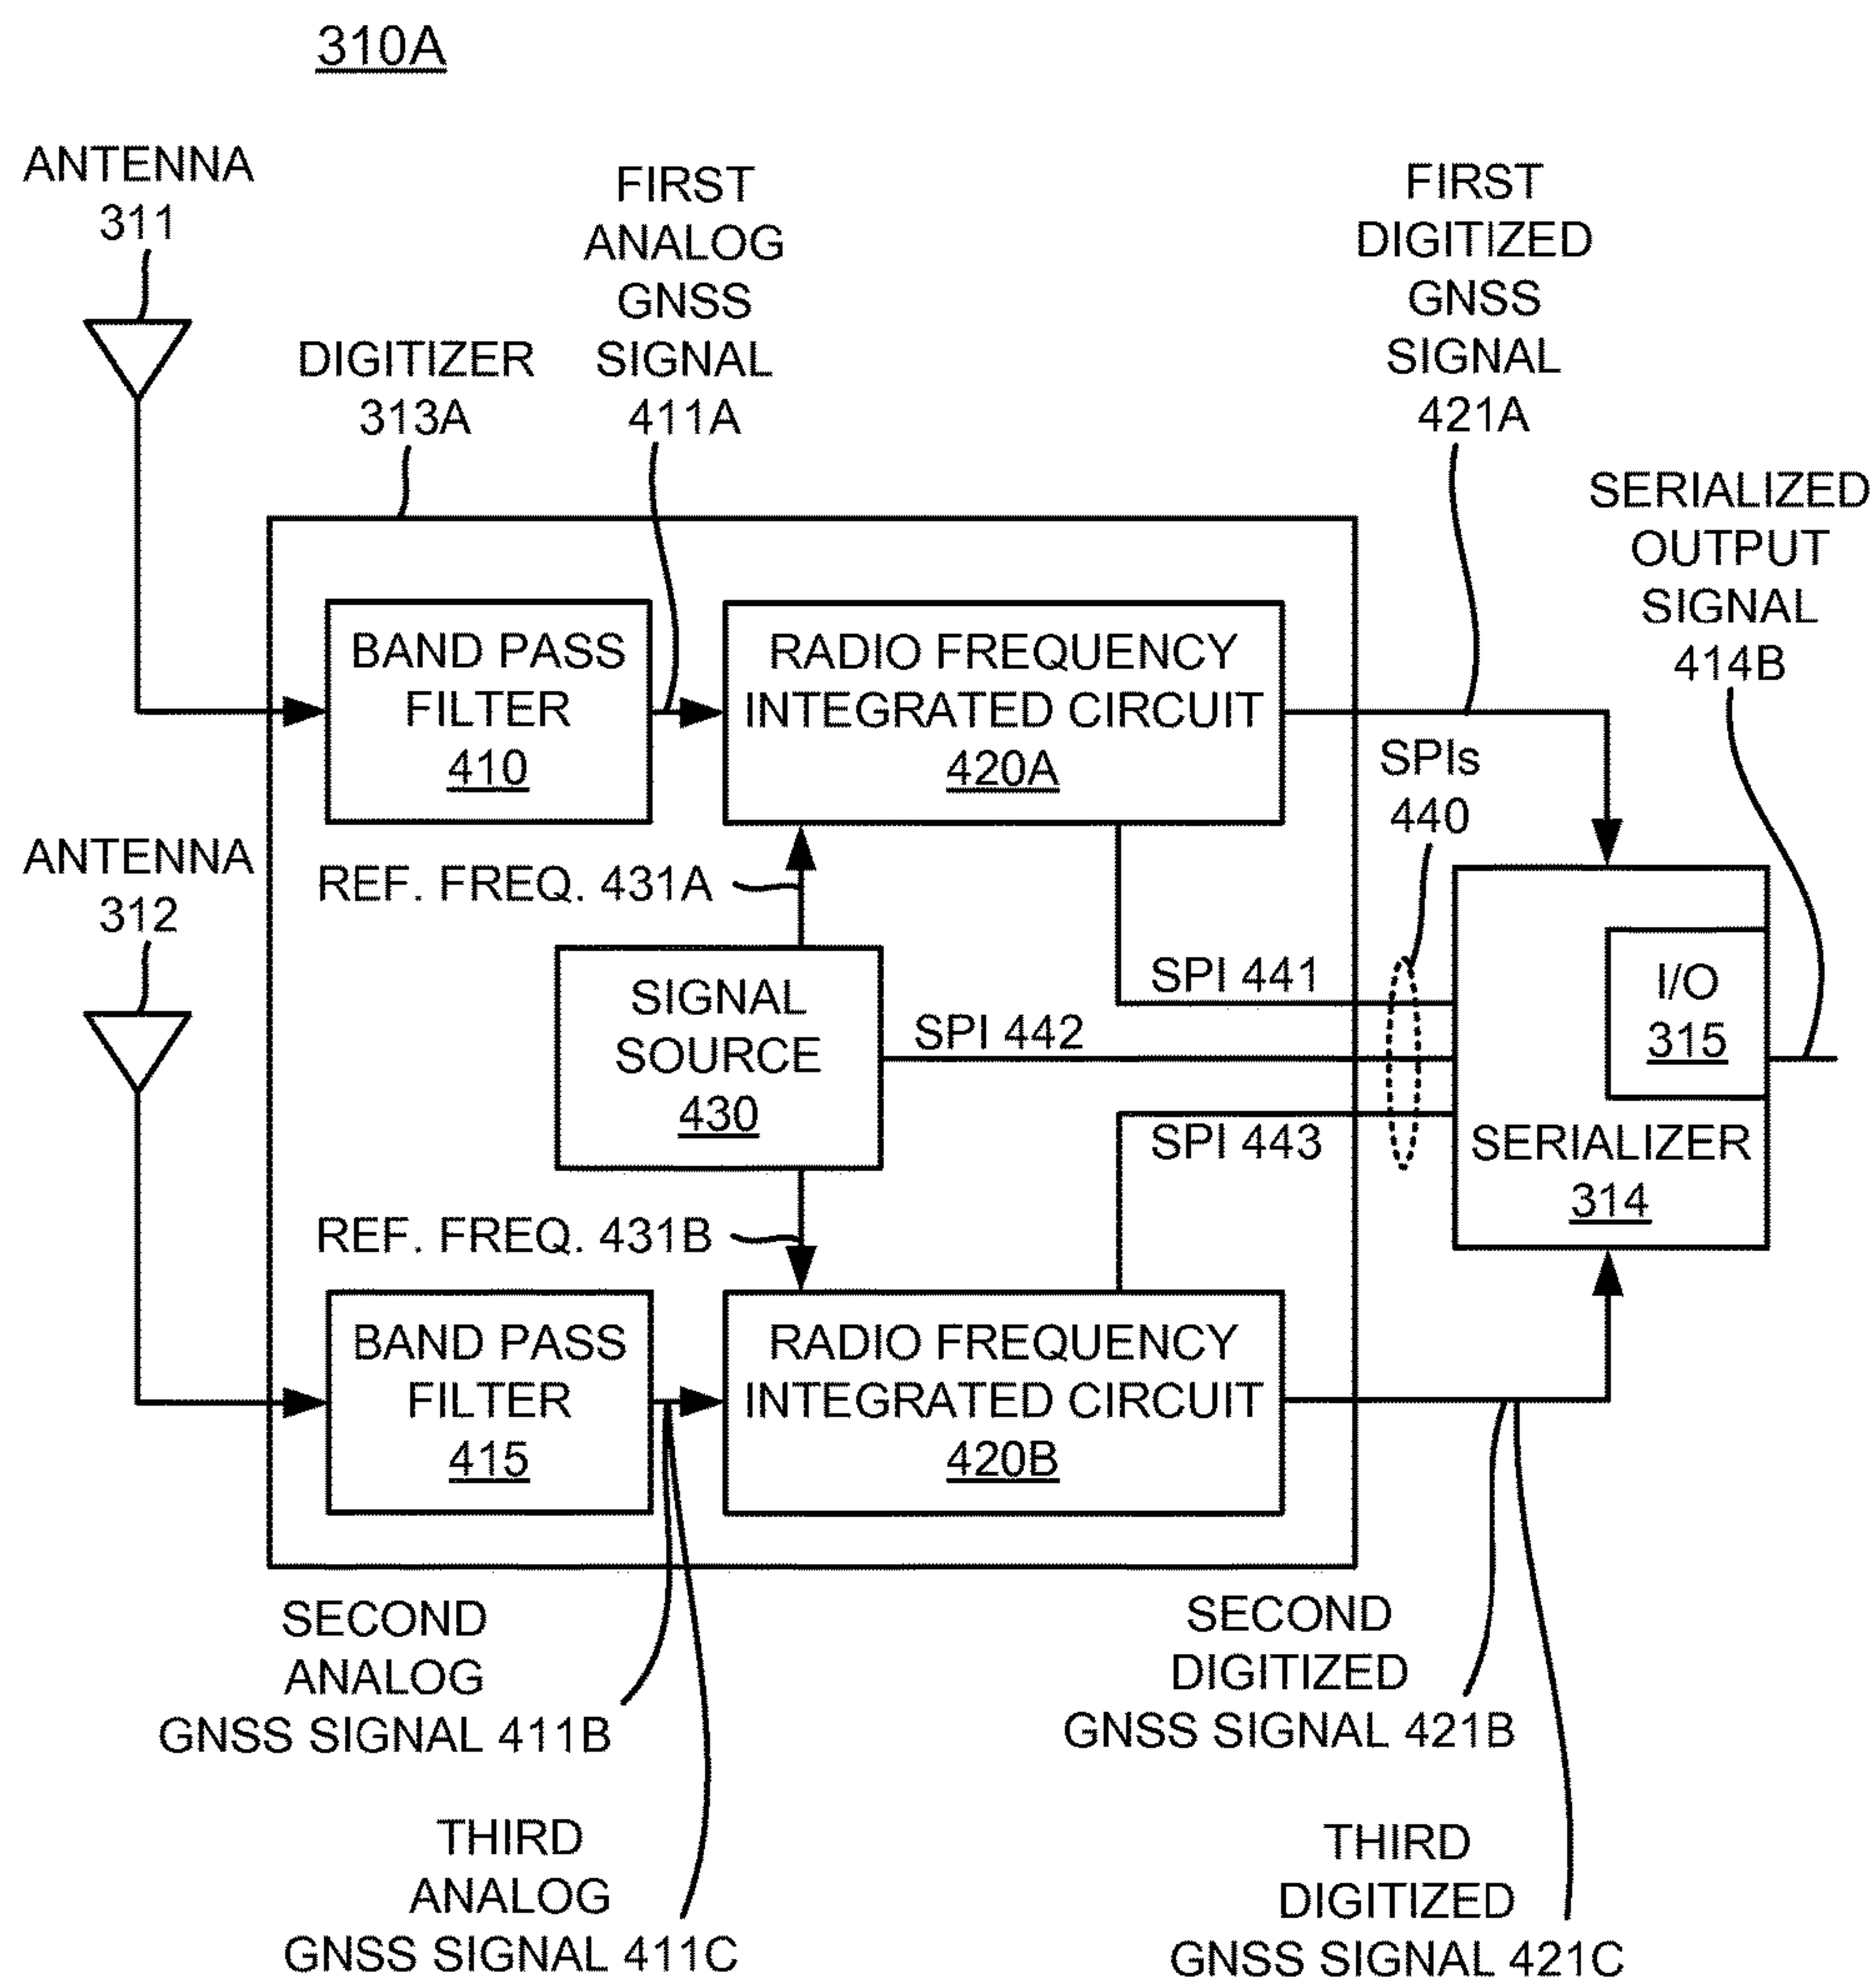 310A
ANTENNA
311
FIRST
ANALOG
GNSS
SIGNAL
411A
FIRST
DIGITIZED
GNSS
SIGNAL
421A
DIGITIZER
313A
SERIALIZED
OUTPUT
SIGNAL
414B
BAND PASS
FILTER
410
RADIO FREQUENCY
INTEGRATED CIRCUIT
420A
SPIs
440
ANTENNA
312
REF. FREQ. 431A
SIGNAL
SOURCE
430
SPI 441
SPI 442
SPI 443
I/O
315
SERIALIZER
314
REF. FREQ. 431B
BAND PASS
FILTER
415
RADIO FREQUENCY
INTEGRATED CIRCUIT
420B
SECOND
ANALOG
GNSS SIGNAL 411B
SECOND
DIGITIZED
GNSS SIGNAL 421B
THIRD
ANALOG
GNSS SIGNAL 411C
THIRD
DIGITIZED
GNSS SIGNAL 421C